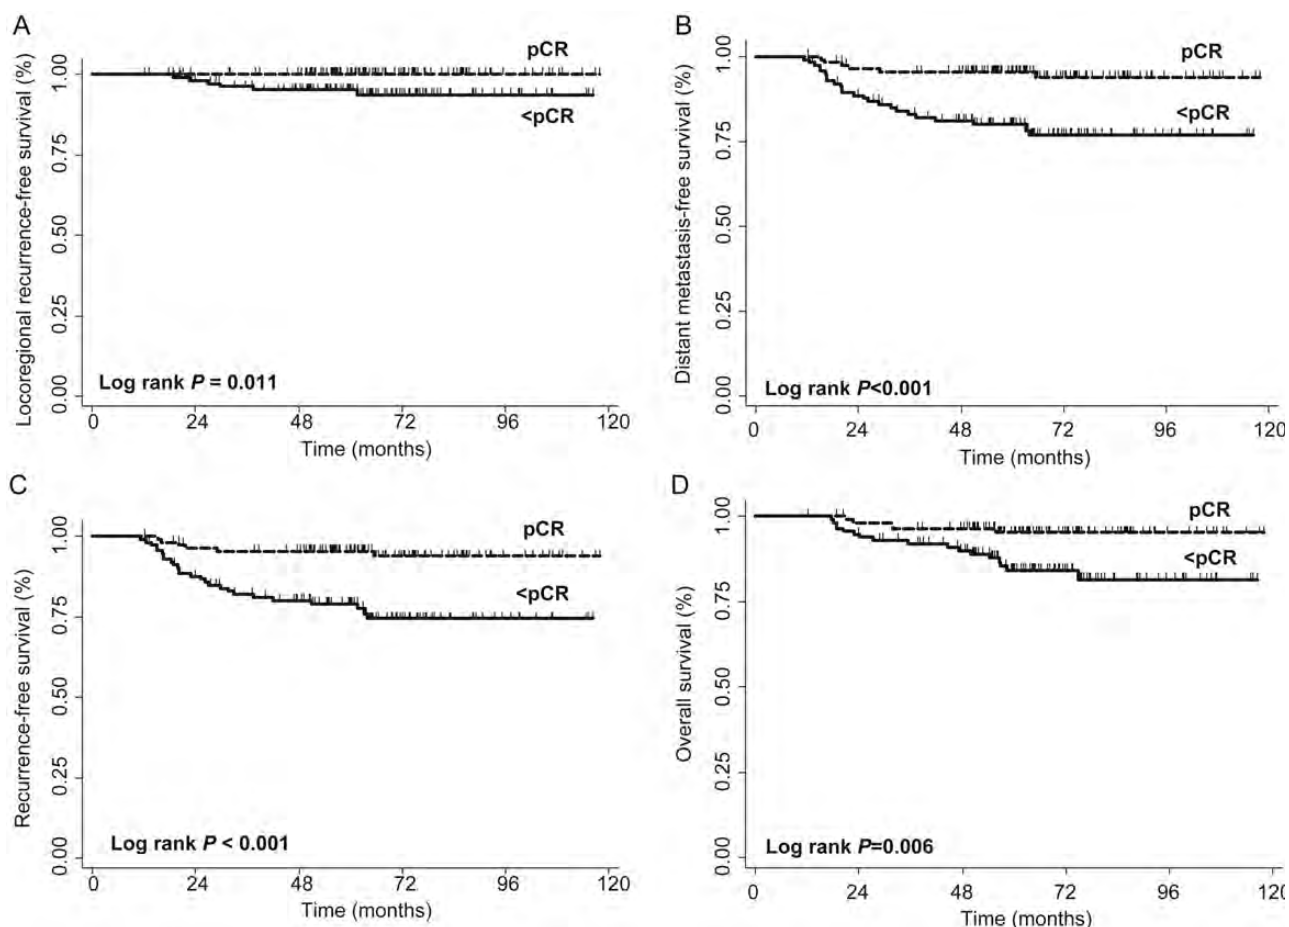 A
pCR
<pCR
Locoregional recurrence-free survival (%)
1.00
0.75
0.50
0.25
0.00
Log rank P = 0.011
0 24 48 72 96 120
Time (months)
B
pCR
<pCR
Distant metastasis-free survival (%)
1.00
0.75
0.50
0.25
0.00
Log rank P<0.001
0 24 48 72 96 120
Time (months)
C
pCR
<pCR
Recurrence-free survival (%)
1.00
0.75
0.50
0.25
0.00
Log rank P < 0.001
0 24 48 72 96 120
Time (months)
D
pCR
<pCR
Overall survival (%)
1.00
0.75
0.50
0.25
0.00
Log rank P=0.006
0 24 48 72 96 120
Time (months)